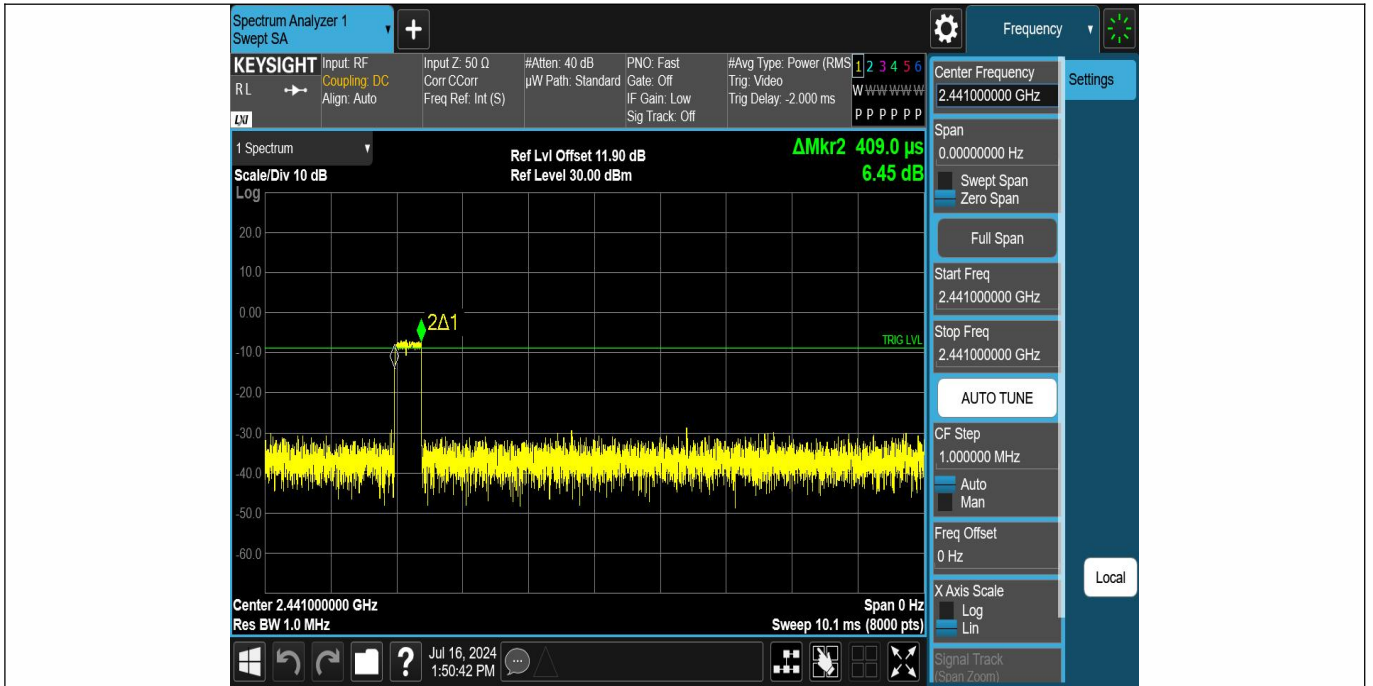 Spectrum Analyzer 1
Swept SA
+
Frequency
KEYSIGHT
RL
LXI
Input: RF
Coupling: DC
Align: Auto
Input Z: 50 Ω
Corr CCorr
Freq Ref: Int (S)
#Atten: 40 dB
µW Path: Standard
PNO: Fast
Gate: Off
IF Gain: Low
Sig Track: Off
#Avg Type: Power (RMS
Trig: Video
Trig Delay: -2.000 ms
1 2 3 4 5 6
W W W W W W
P P P P P P
1 Spectrum
Scale/Div 10 dB
Ref Lvl Offset 11.90 dB
Ref Level 30.00 dBm
ΔMkr2 409.0 µs
6.45 dB
Log
20.0
10.0
0.00
-10.0
-20.0
-30.0
-40.0
-50.0
-60.0
2Δ1
TRIG LVL
Center 2.441000000 GHz
Res BW 1.0 MHz
Span 0 Hz
Sweep 10.1 ms (8000 pts)
Center Frequency
2.441000000 GHz
Settings
Span
0.00000000 Hz
Swept Span
Zero Span
Full Span
Start Freq
2.441000000 GHz
Stop Freq
2.441000000 GHz
AUTO TUNE
CF Step
1.000000 MHz
Auto
Man
Freq Offset
0 Hz
X Axis Scale
Log
Lin
Signal Track
(Span Zoom)
Local
?
Jul 16, 2024
1:50:42 PM